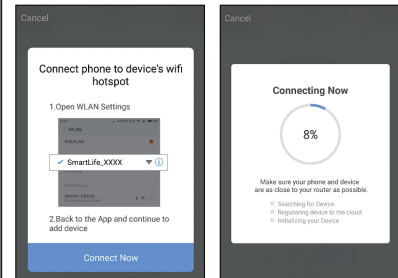 Cancel
Connect phone to device's wifi
hotspot
1.Open WLAN Settings
WLAN
SmartLife_XXXX
2.Back to the App and continue to
add device
Connect Now
Cancel
Connecting Now
8%
Make sure your phone and device
are as close to your router as possible.
Searching for Device
Registering device to the cloud
Initializing your Device